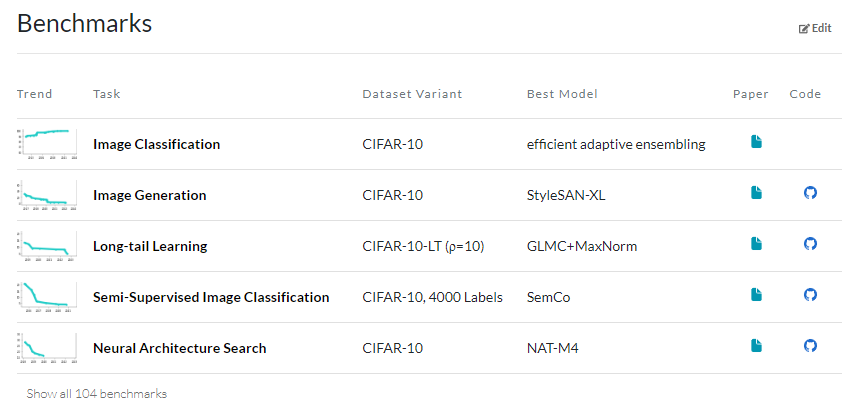 Benchmarks
Edit
Trend Task Dataset Variant Best Model Paper Code
Image Classification CIFAR-10 efficient adaptive ensembling
Image Generation CIFAR-10 StyleSAN-XL
Long-tail Learning CIFAR-10-LT (ρ=10) GLMC+MaxNorm
Semi-Supervised Image Classification CIFAR-10, 4000 Labels SemCo
Neural Architecture Search CIFAR-10 NAT-M4
Show all 104 benchmarks